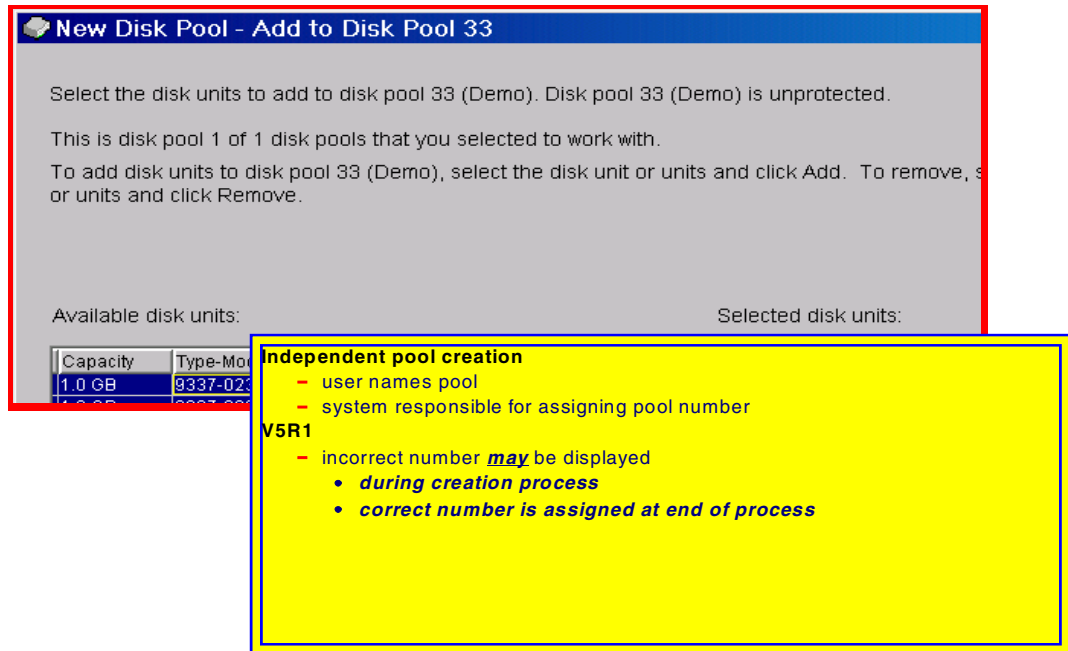 New Disk Pool - Add to Disk Pool 33
Select the disk units to add to disk pool 33 (Demo). Disk pool 33 (Demo) is unprotected.
This is disk pool 1 of 1 disk pools that you selected to work with.
To add disk units to disk pool 33 (Demo), select the disk unit or units and click Add. To remove,
or units and click Remove.
Available disk units:
Selected disk units:
Capacity Type-Mo
1.0 GB 9337-023
Independent pool creation
– user names pool
– system responsible for assigning pool number
V5R1
– incorrect number may be displayed
• during creation process
• correct number is assigned at end of process